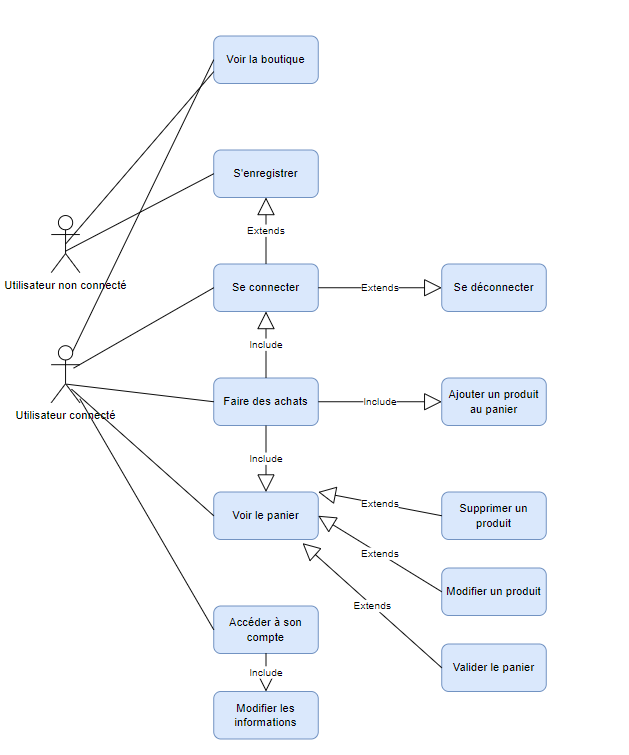 Voir la boutique
S'enregistrer
Extends
Utilisateur non connecté
Se connecter
Extends
Se déconnecter
Include
Utilisateur connecté
Faire des achats
Include
Ajouter un produit
au panier
Include
Voir le panier
Extends
Supprimer un
produit
Extends
Modifier un produit
Extends
Valider le panier
Accéder à son
compte
Include
Modifier les
informations